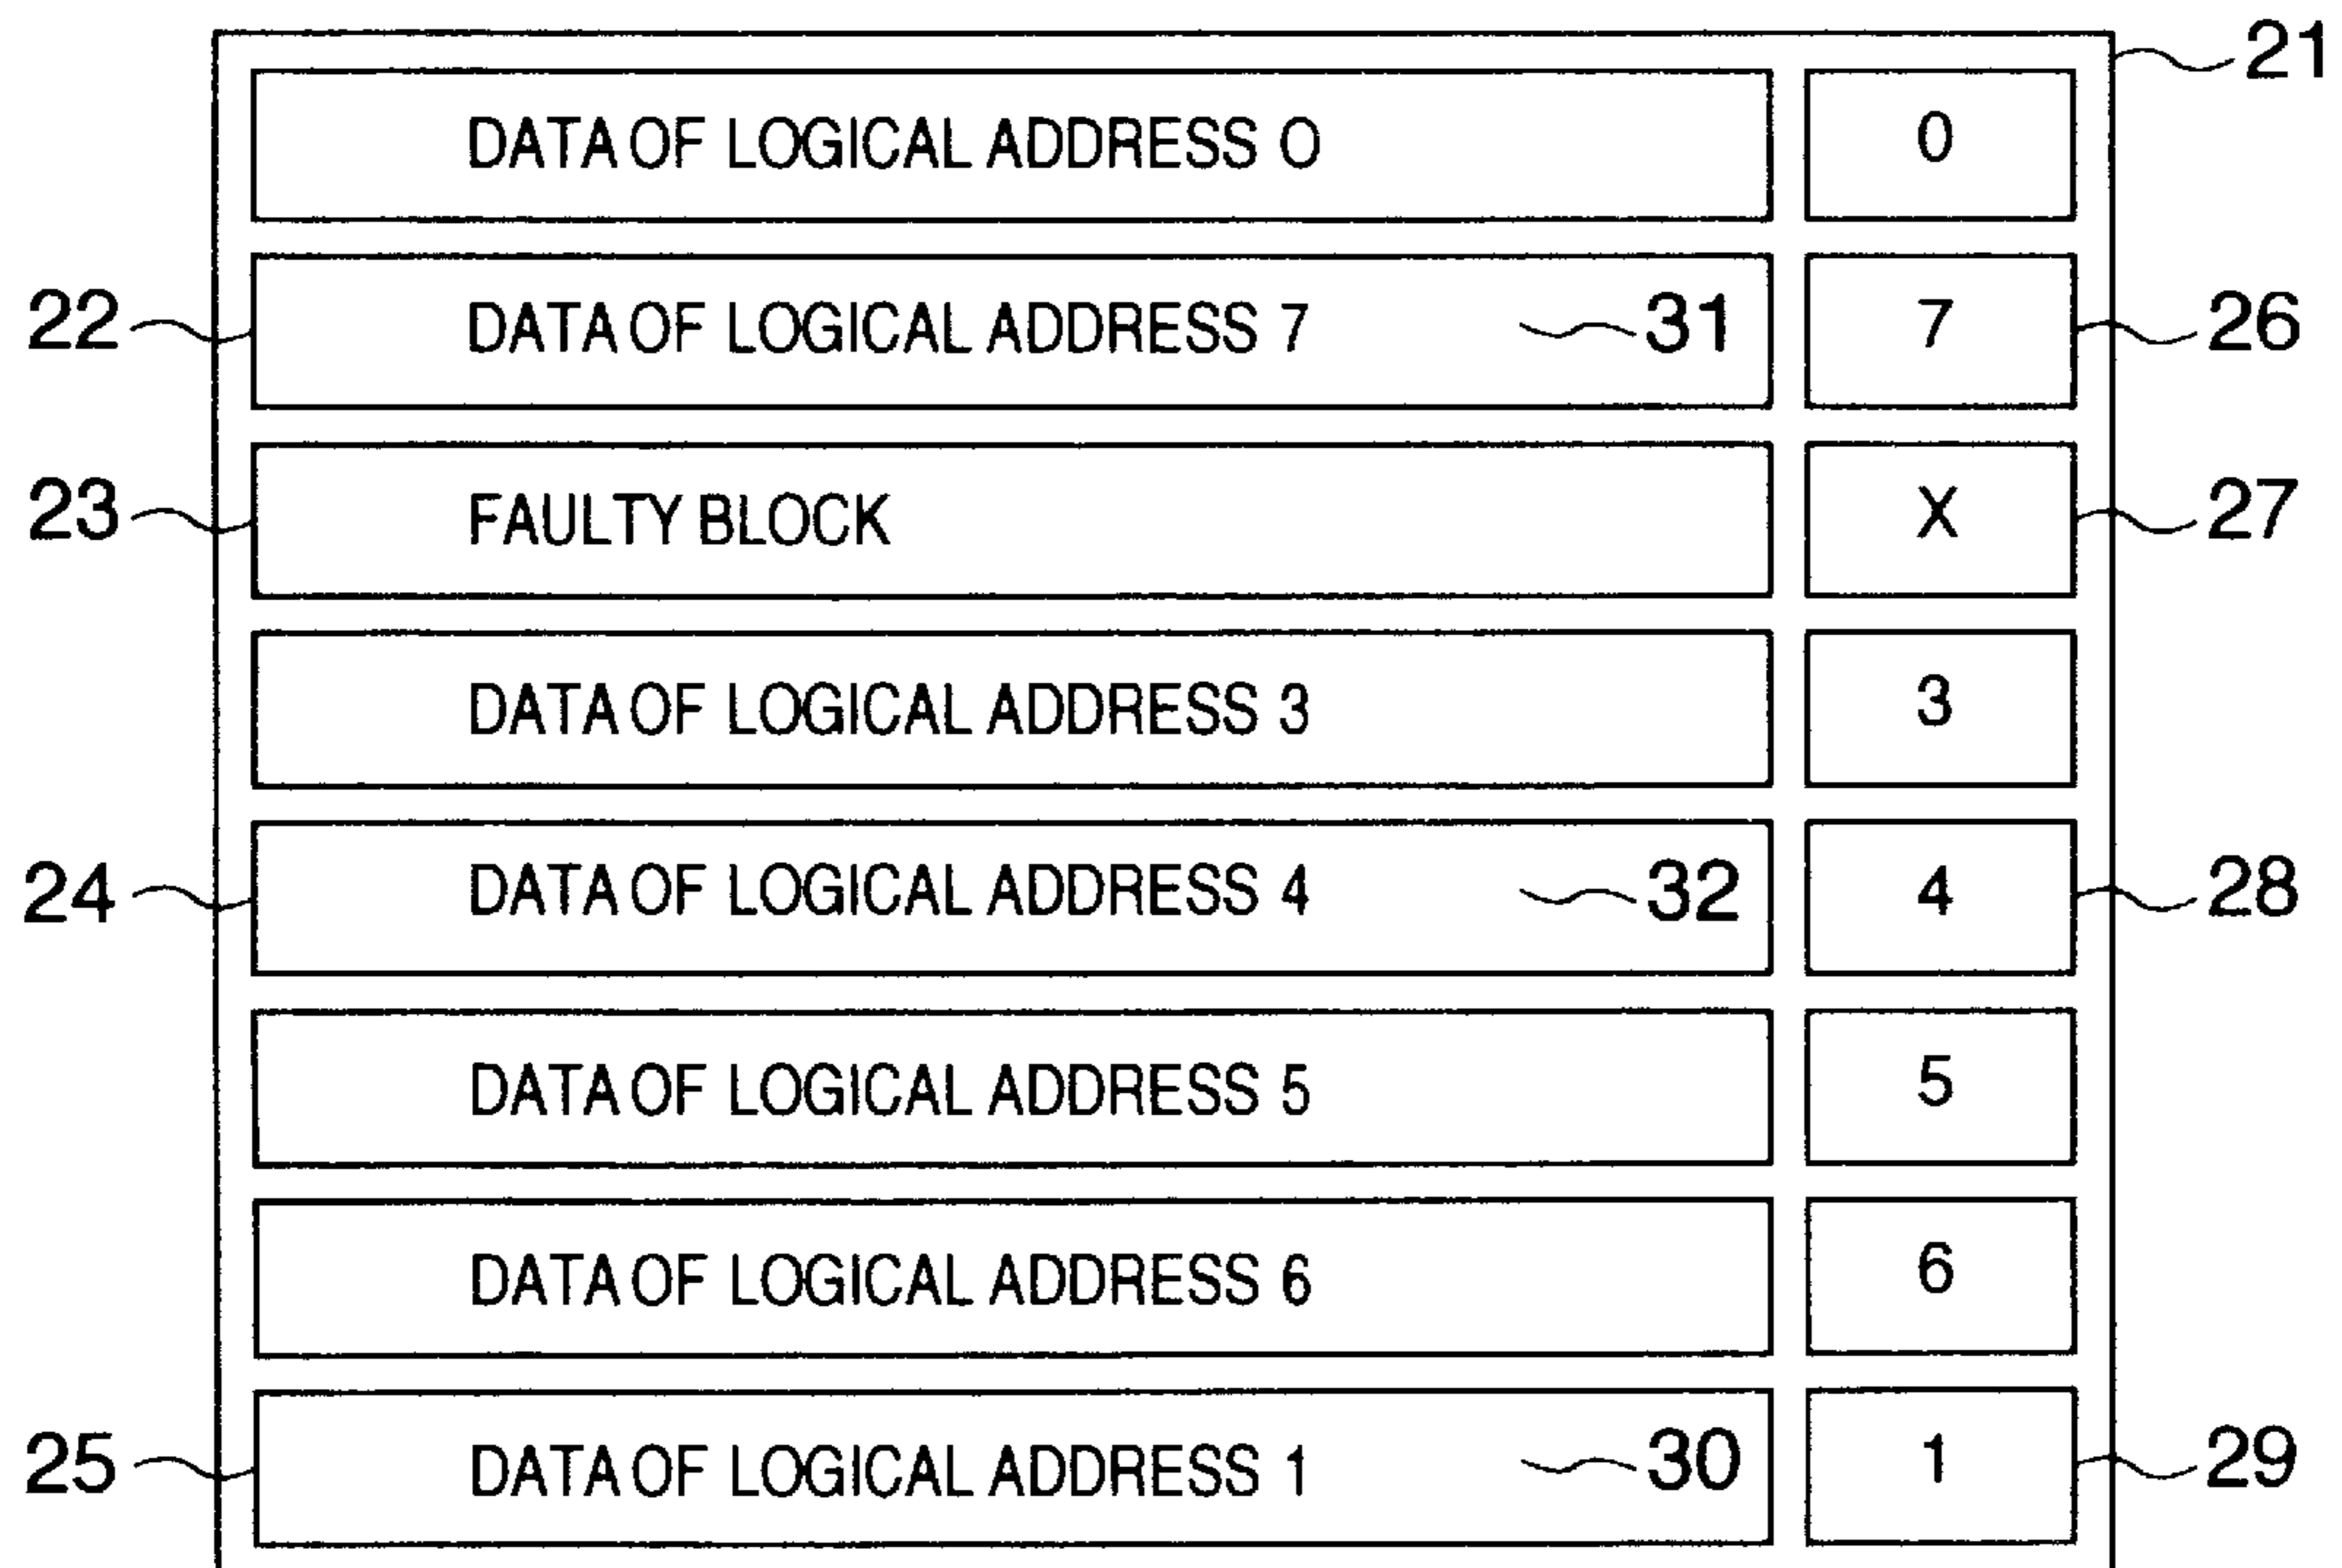 21
DATA OF LOGICAL ADDRESS 0 0
22 DATA OF LOGICAL ADDRESS 7 31 7 26
23 FAULTY BLOCK X 27
DATA OF LOGICAL ADDRESS 3 3
24 DATA OF LOGICAL ADDRESS 4 32 4 28
DATA OF LOGICAL ADDRESS 5 5
DATA OF LOGICAL ADDRESS 6 6
25 DATA OF LOGICAL ADDRESS 1 30 1 29